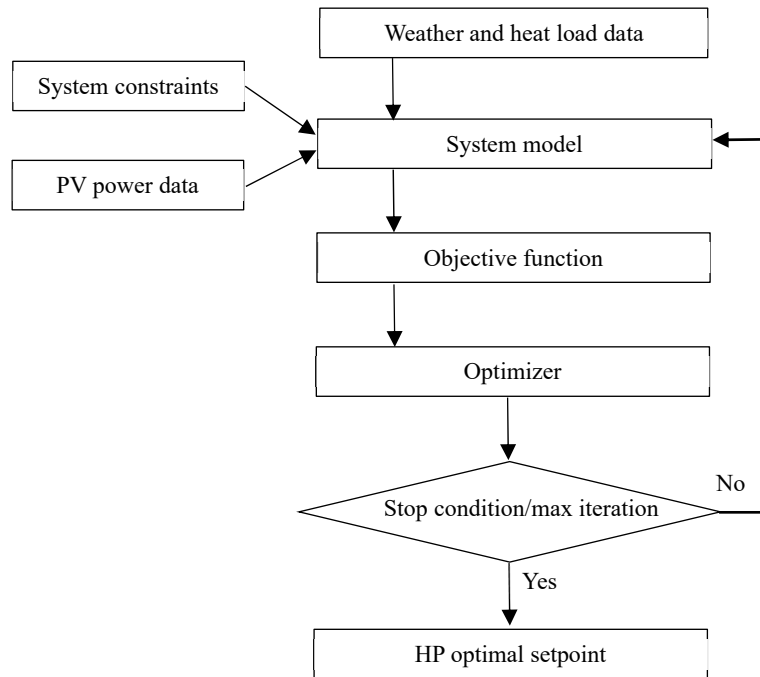 Weather and heat load data
System constraints
System model
PV power data
Objective function
Optimizer
No
Stop condition/max iteration
Yes
HP optimal setpoint